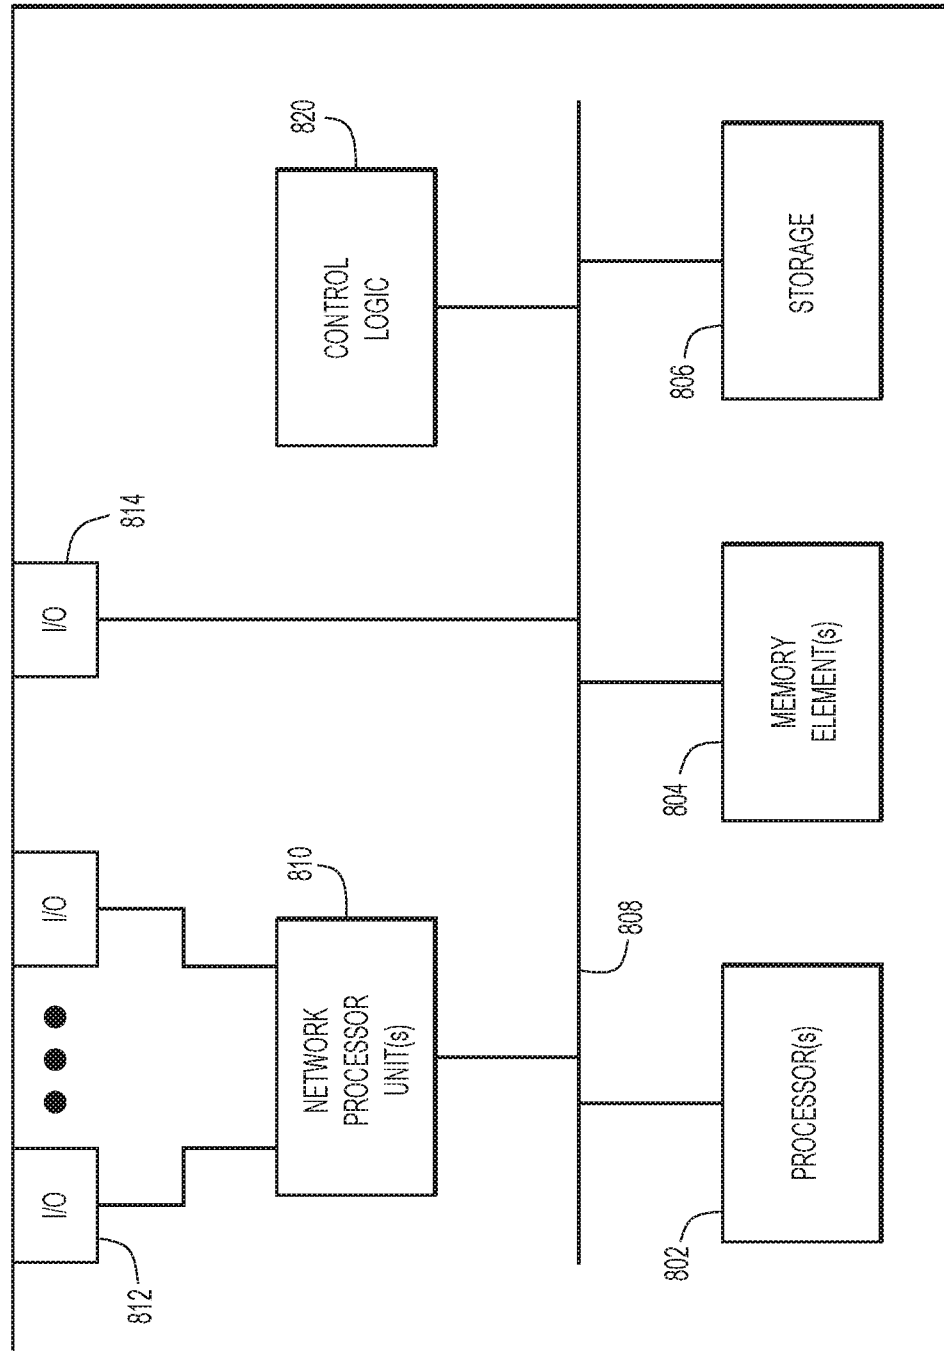 I/O
I/O
I/O
812
814
810
820
NETWORK
PROCESSOR
UNIT(s)
CONTROL
LOGIC
808
802
804
806
PROCESSOR(s)
MEMORY
ELEMENT(s)
STORAGE